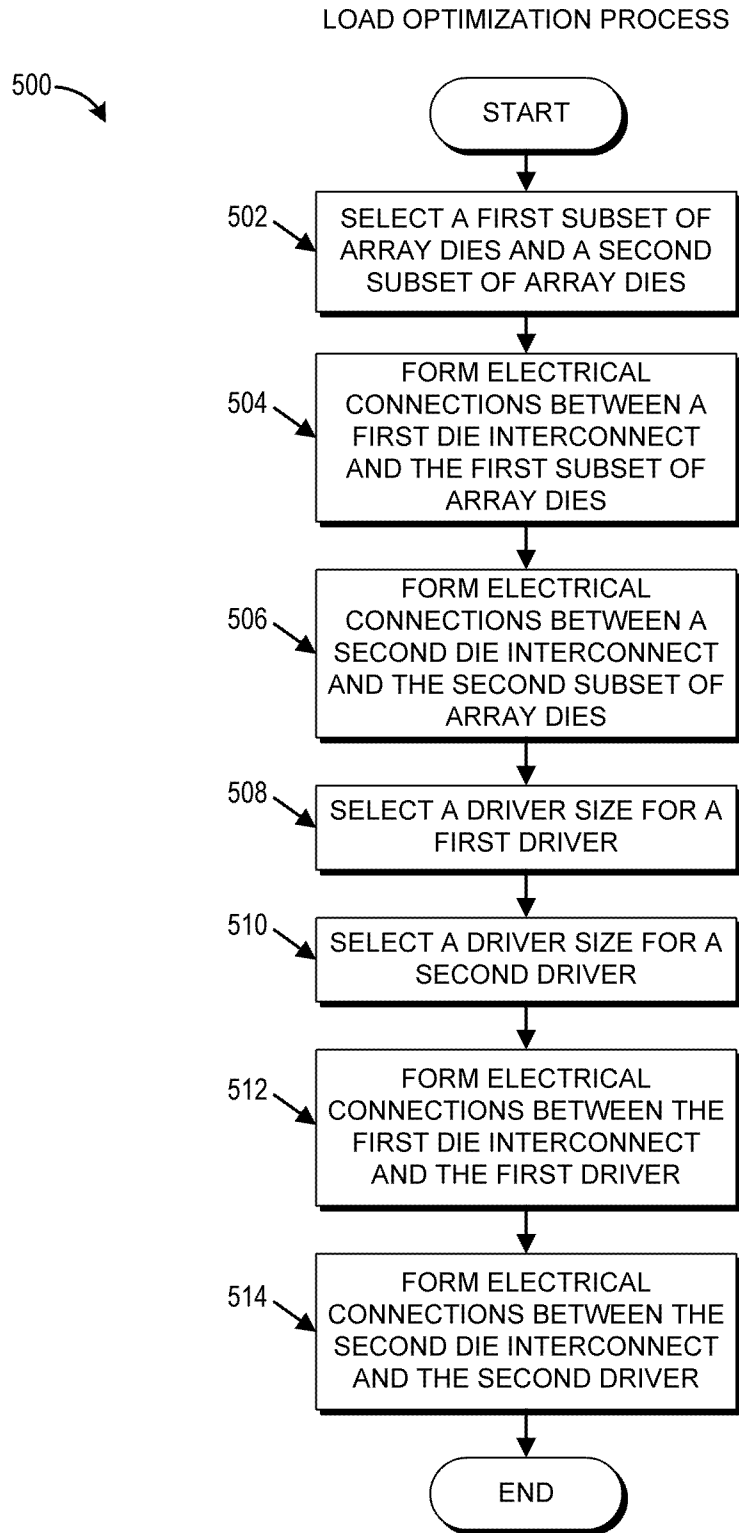 LOAD OPTIMIZATION PROCESS
500
START
502
SELECT A FIRST SUBSET OF
ARRAY DIES AND A SECOND
SUBSET OF ARRAY DIES
504
FORM ELECTRICAL
CONNECTIONS BETWEEN A
FIRST DIE INTERCONNECT
AND THE FIRST SUBSET OF
ARRAY DIES
506
FORM ELECTRICAL
CONNECTIONS BETWEEN A
SECOND DIE INTERCONNECT
AND THE SECOND SUBSET OF
ARRAY DIES
508
SELECT A DRIVER SIZE FOR A
FIRST DRIVER
510
SELECT A DRIVER SIZE FOR A
SECOND DRIVER
512
FORM ELECTRICAL
CONNECTIONS BETWEEN THE
FIRST DIE INTERCONNECT
AND THE FIRST DRIVER
514
FORM ELECTRICAL
CONNECTIONS BETWEEN THE
SECOND DIE INTERCONNECT
AND THE SECOND DRIVER
END